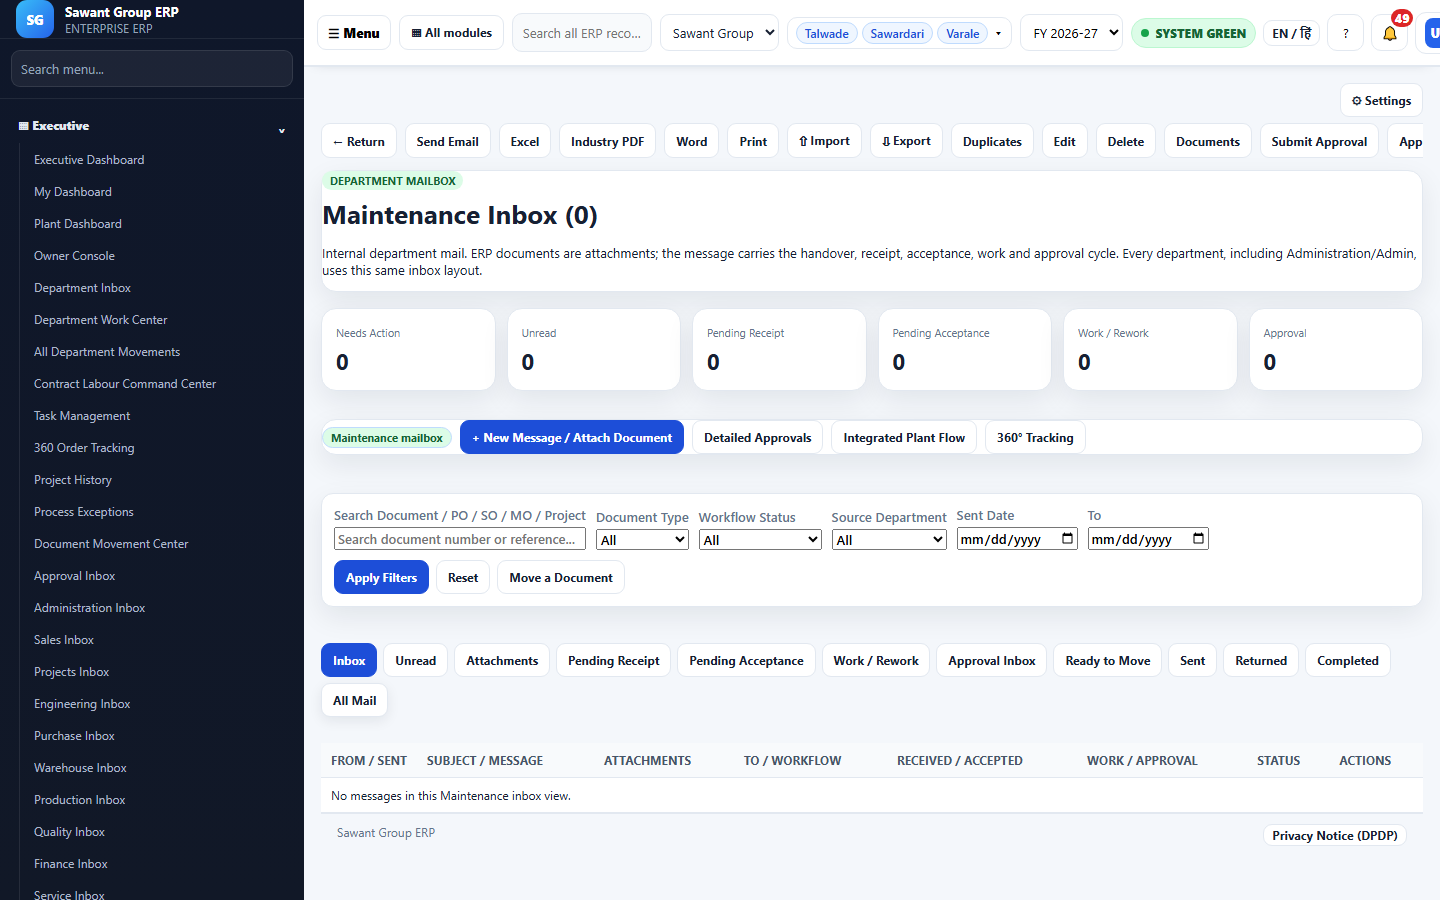 SG
Sawant Group ERP
ENTERPRISE ERP
Search menu...
Executive
Executive Dashboard
My Dashboard
Plant Dashboard
Owner Console
Department Inbox
Department Work Center
All Department Movements
Contract Labour Command Center
Task Management
360 Order Tracking
Project History
Process Exceptions
Document Movement Center
Approval Inbox
Administration Inbox
Sales Inbox
Projects Inbox
Engineering Inbox
Purchase Inbox
Warehouse Inbox
Production Inbox
Quality Inbox
Finance Inbox
Service Inbox
☰ Menu
All modules
Search all ERP reco...
Sawant Group
Talwade
Sawardari
Varale
FY 2026-27
SYSTEM GREEN
EN / हिं
?
49
U
⚙ Settings
← Return
Send Email
Excel
Industry PDF
Word
Print
⇧ Import
⇩ Export
Duplicates
Edit
Delete
Documents
Submit Approval
App
DEPARTMENT MAILBOX
Maintenance Inbox (0)
Internal department mail. ERP documents are attachments; the message carries the handover, receipt, acceptance, work and approval cycle. Every department, including Administration/Admin,
uses this same inbox layout.
Needs Action
0
Unread
0
Pending Receipt
0
Pending Acceptance
0
Work / Rework
0
Approval
0
Maintenance mailbox
+ New Message / Attach Document
Detailed Approvals
Integrated Plant Flow
360° Tracking
Search Document / PO / SO / MO / Project
Search document number or reference...
Document Type
All
Workflow Status
All
Source Department
All
Sent Date
mm/dd/yyyy
To
mm/dd/yyyy
Apply Filters
Reset
Move a Document
Inbox
Unread
Attachments
Pending Receipt
Pending Acceptance
Work / Rework
Approval Inbox
Ready to Move
Sent
Returned
Completed
All Mail
FROM / SENT
SUBJECT / MESSAGE
ATTACHMENTS
TO / WORKFLOW
RECEIVED / ACCEPTED
WORK / APPROVAL
STATUS
ACTIONS
No messages in this Maintenance inbox view.
Sawant Group ERP
Privacy Notice (DPDP)